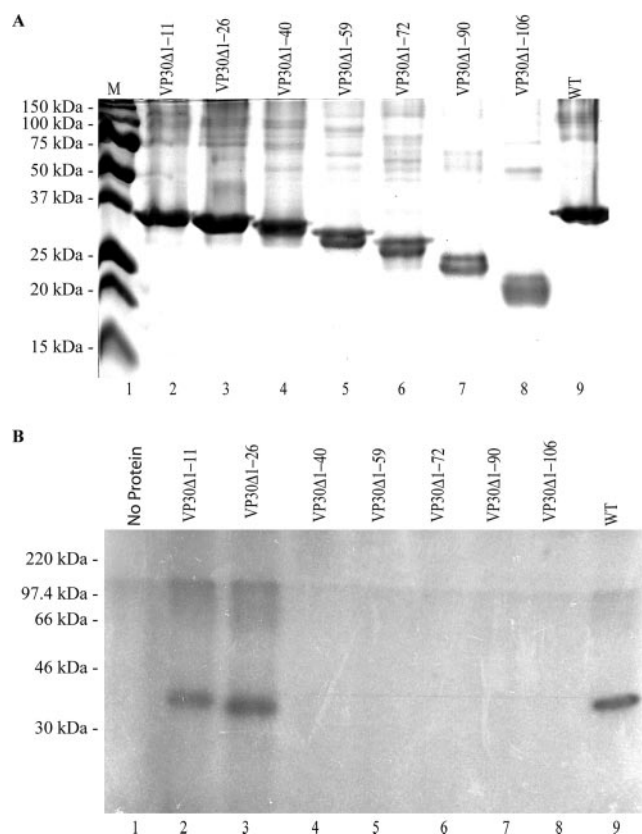 A
M
VP30Δ1–11
VP30Δ1–26
VP30Δ1–40
VP30Δ1–59
VP30Δ1–72
VP30Δ1–90
VP30Δ1–106
WT
150 kDa -
100 kDa -
75 kDa -
50 kDa -
37 kDa -
25 kDa -
20 kDa -
15 kDa -
1 2 3 4 5 6 7 8 9
B
No Protein
VP30Δ1–11
VP30Δ1–26
VP30Δ1–40
VP30Δ1–59
VP30Δ1–72
VP30Δ1–90
VP30Δ1–106
WT
220 kDa -
97.4 kDa -
66 kDa -
46 kDa -
30 kDa -
1 2 3 4 5 6 7 8 9